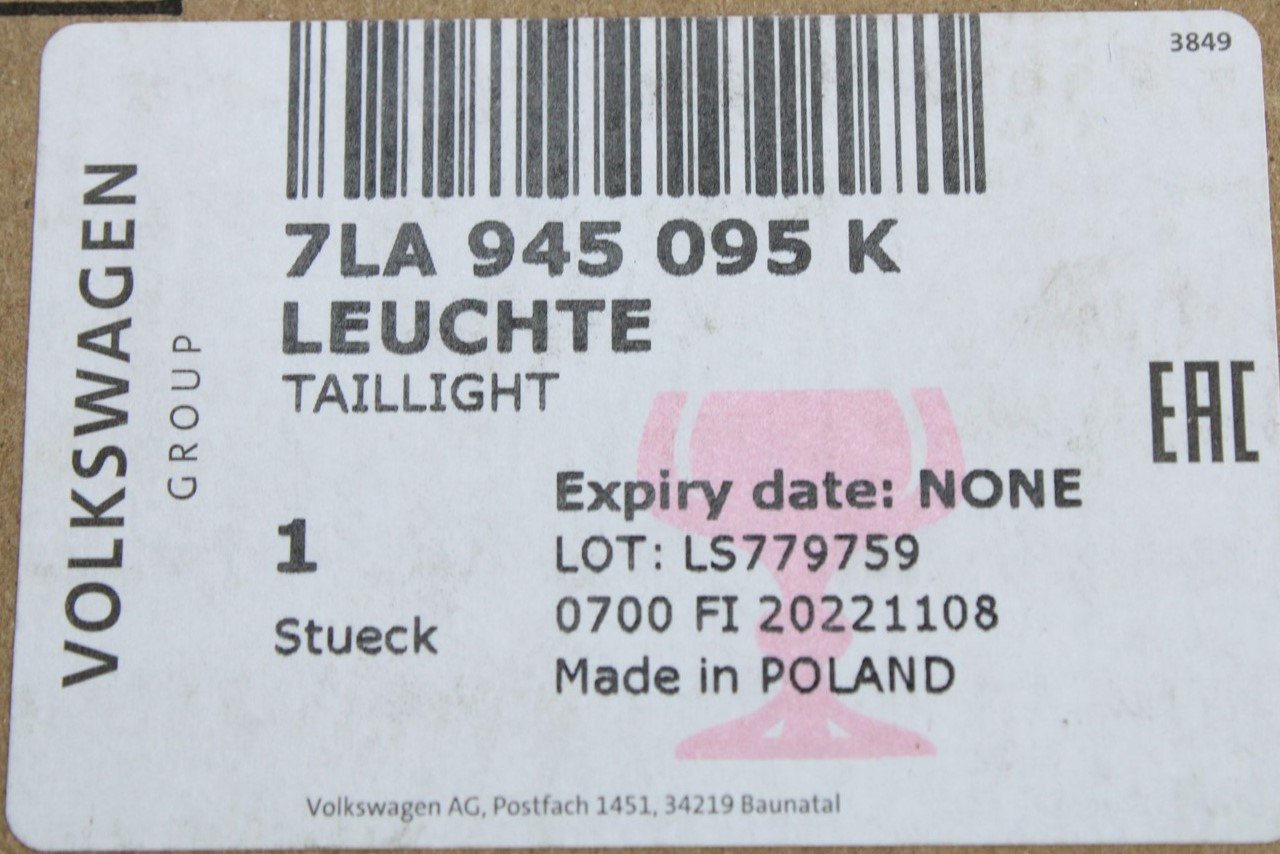 3849
VOLKSWAGEN
GROUP
7LA 945 095 K
LEUCHTE
TAILLIGHT
EAC
Expiry date: NONE
1
LOT: LS779759
0700 FI 20221108
Stueck
Made in POLAND
Volkswagen AG, Postfach 1451, 34219 Baunatal